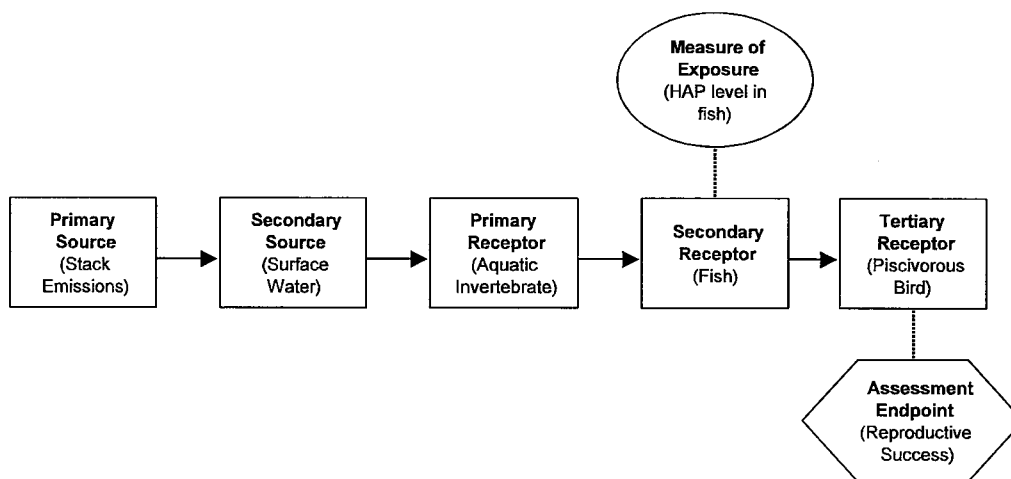 Measure of
Exposure
(HAP level in
fish)
Primary
Source
(Stack
Emissions)
Secondary
Source
(Surface
Water)
Primary
Receptor
(Aquatic
Invertebrate)
Secondary
Receptor
(Fish)
Tertiary
Receptor
(Piscivorous
Bird)
Assessment
Endpoint
(Reproductive
Success)